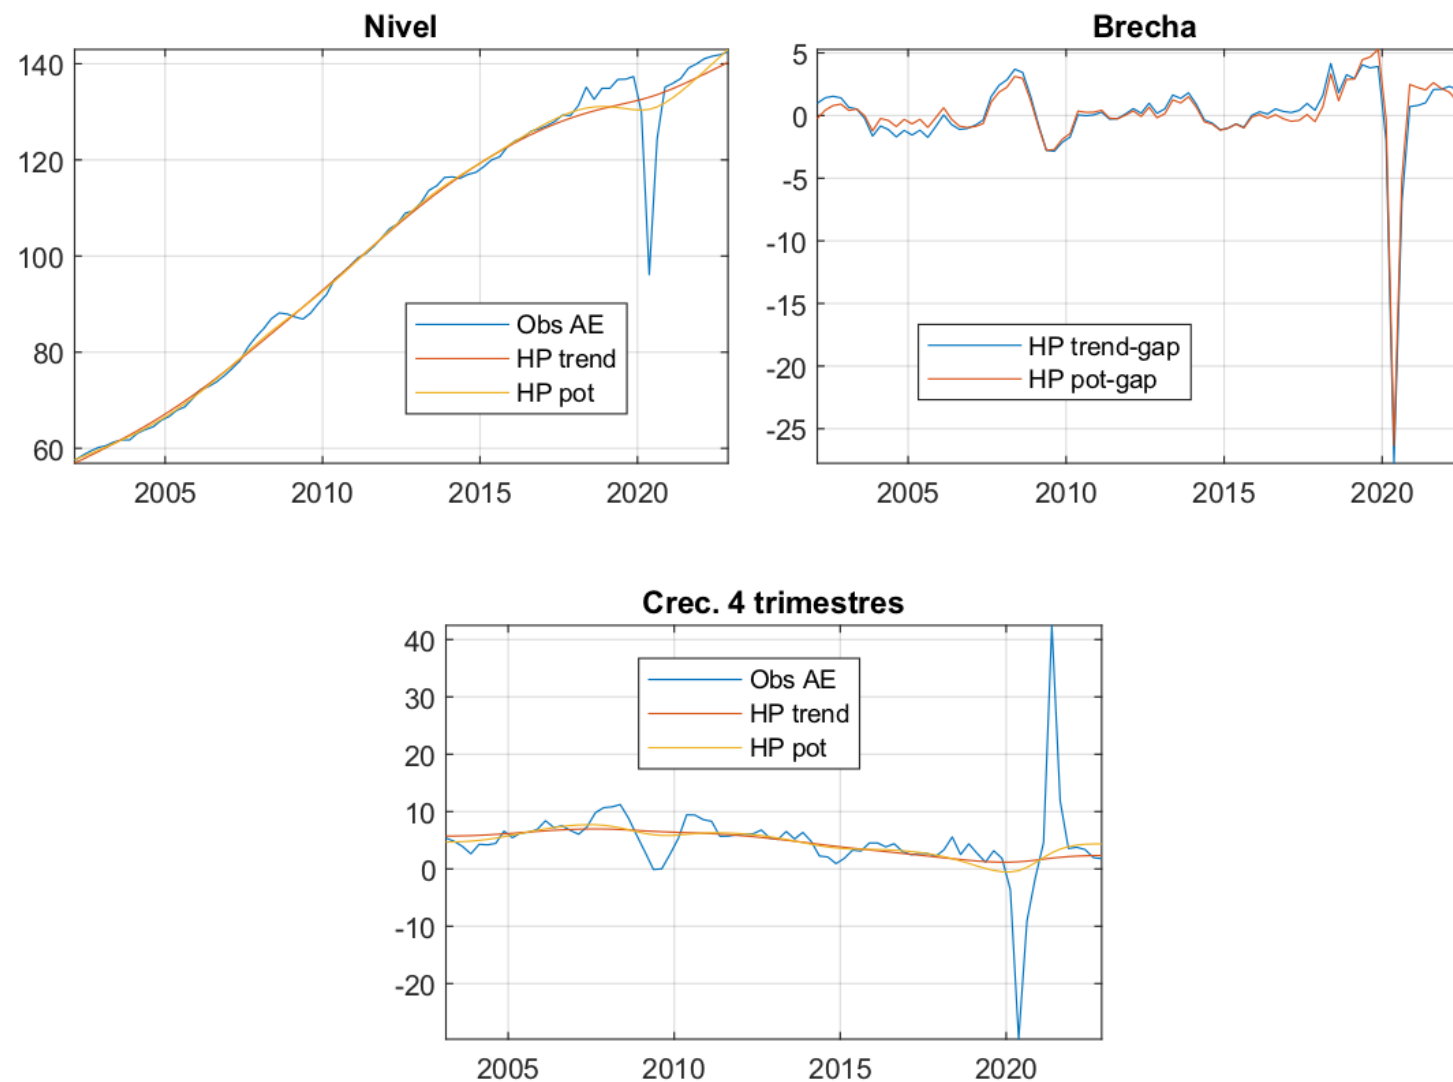 Nivel
140
120
100
80
60
2005 2010 2015 2020
Obs AE
HP trend
HP pot
Brecha
5
0
-5
-10
-15
-20
-25
2005 2010 2015 2020
HP trend-gap
HP pot-gap
Crec. 4 trimestres
40
30
20
10
0
-10
-20
2005 2010 2015 2020
Obs AE
HP trend
HP pot